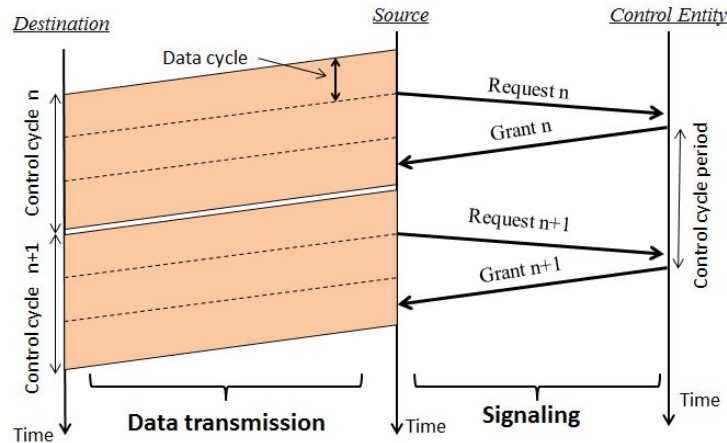 Destination
Source
Control Entity
Data cycle
Request n
Grant n
Control cycle n
Control cycle period
Request n+1
Grant n+1
Control cycle n+1
Time
Data transmission
Time
Signaling
Time